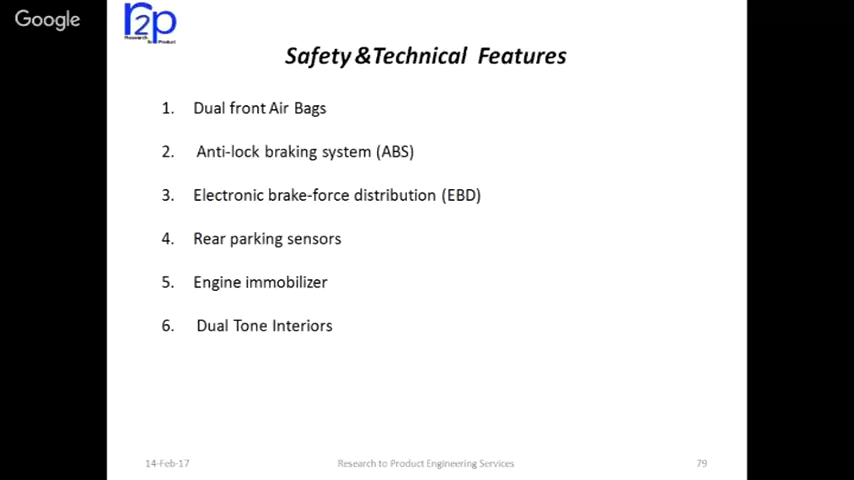 Google
r2p
Research to Product
Safety &Technical Features
1. Dual front Air Bags
2. Anti-lock braking system (ABS)
3. Electronic brake-force distribution (EBD)
4. Rear parking sensors
5. Engine immobilizer
6. Dual Tone Interiors
14-Feb-17 Research to Product Engineering Services 79